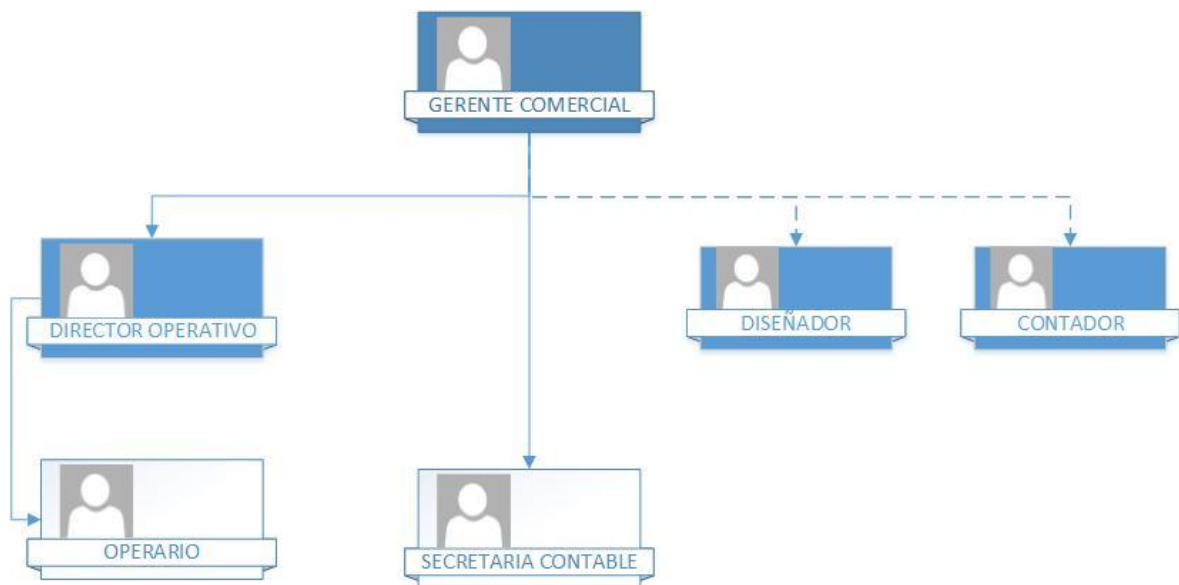 GERENTE COMERCIAL
DIRECTOR OPERATIVO
DISEÑADOR
CONTADOR
OPERARIO
SECRETARIA CONTABLE